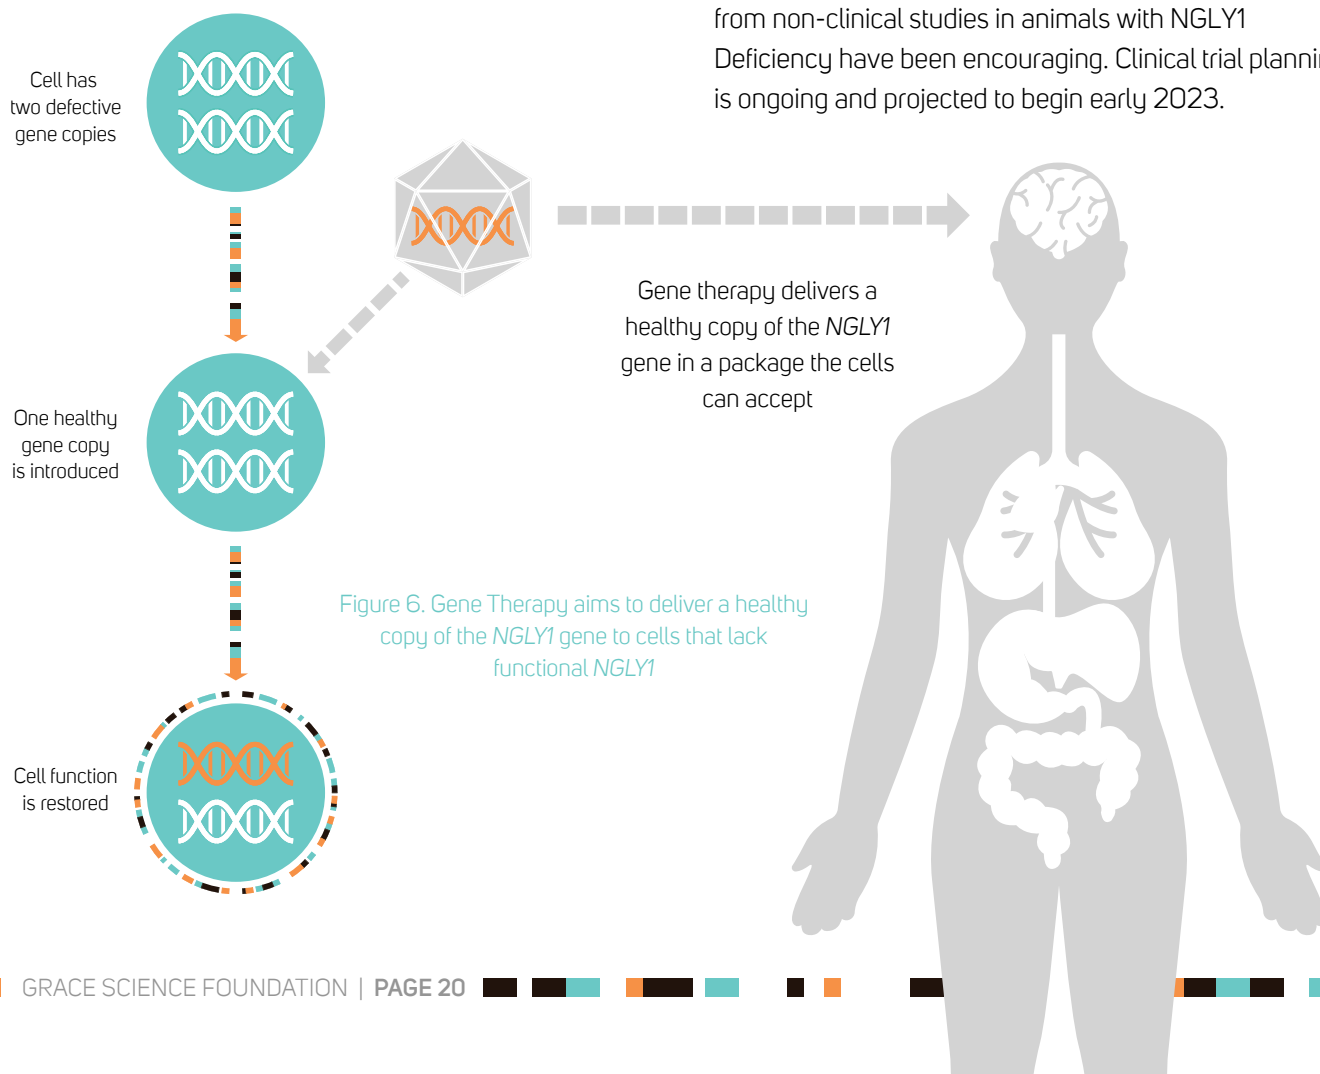 from non-clinical studies in animals with NGLY1
Deficiency have been encouraging. Clinical trial
is ongoing and projected to begin early 2023.
Cell has
two defective
gene copies
Gene therapy delivers a
healthy copy of the NGLY1
gene in a package the cells
can accept
One healthy
gene copy
is introduced
Figure 6. Gene Therapy aims to deliver a healthy
copy of the NGLY1 gene to cells that lack
functional NGLY1
Cell function
is restored
GRACE SCIENCE FOUNDATION | PAGE 20